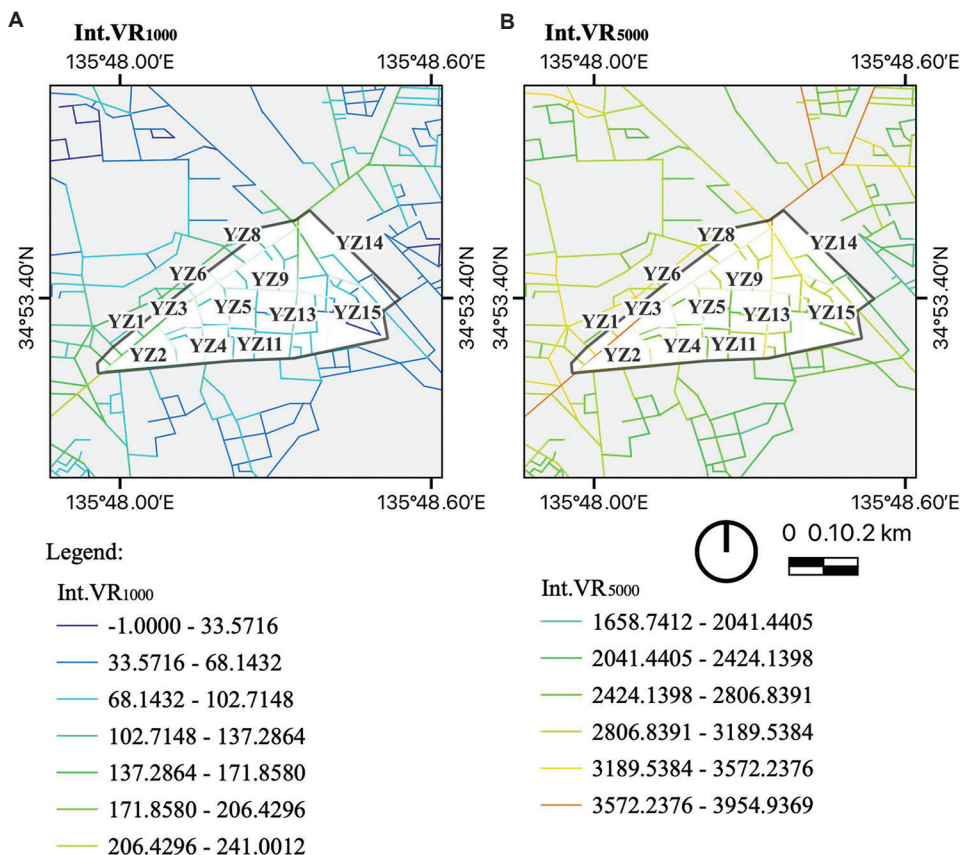 A
Int.VR1000
135°48.00′E 135°48.60′E
34°53.40′N
YZ8
YZ14
YZ6
YZ9
YZ3
YZ5
YZ13
YZ15
YZ1
YZ2
YZ4
YZ11
34°53.40′N
135°48.00′E 135°48.60′E
B
Int.VR5000
135°48.00′E 135°48.60′E
YZ8
YZ14
YZ6
YZ9
YZ3
YZ5
YZ13
YZ15
YZ1
YZ2
YZ4
YZ11
34°53.40′N
135°48.00′E 135°48.60′E
0 0.10.2 km
Legend:
Int.VR1000
-1.0000 - 33.5716
33.5716 - 68.1432
68.1432 - 102.7148
102.7148 - 137.2864
137.2864 - 171.8580
171.8580 - 206.4296
206.4296 - 241.0012
Int.VR5000
1658.7412 - 2041.4405
2041.4405 - 2424.1398
2424.1398 - 2806.8391
2806.8391 - 3189.5384
3189.5384 - 3572.2376
3572.2376 - 3954.9369